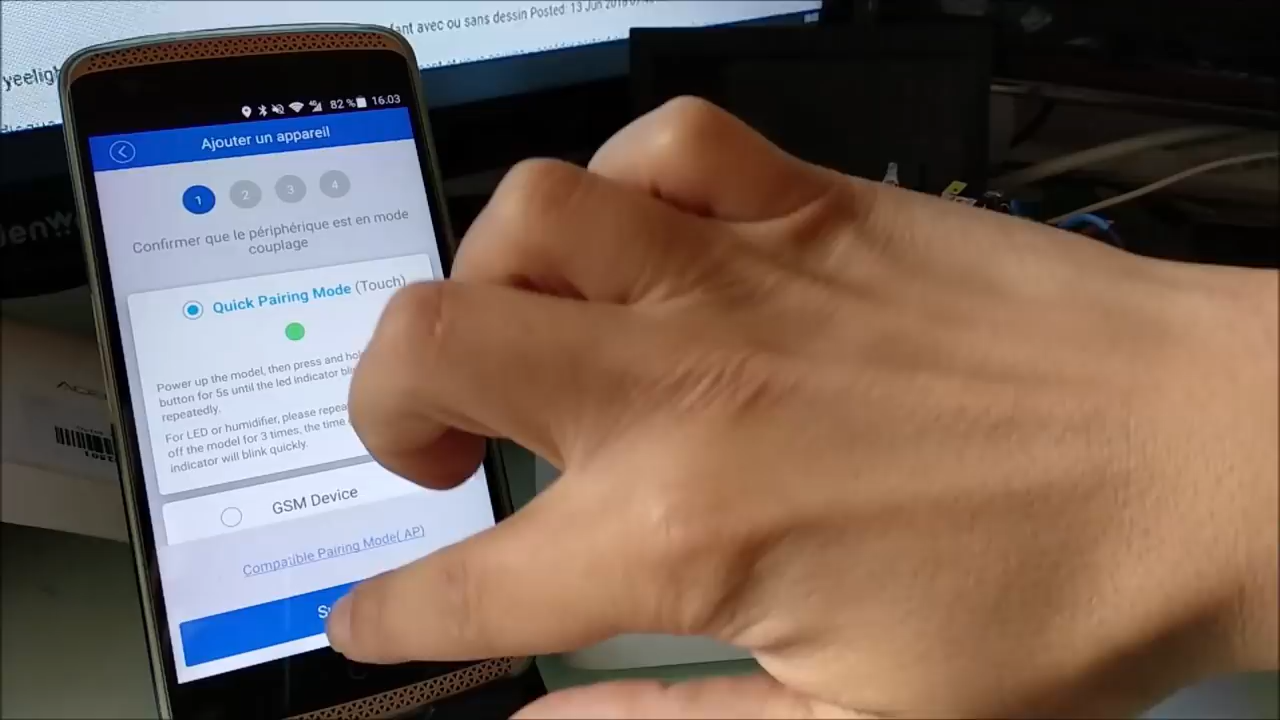 fant avec ou sans dessin Posted: 13 Jun
yeelig
82 % 16.03
Ajouter un appareil
1 2 3 4
Confirmer que le périphérique est en mode
couplage
Quick Pairing Mode (Touch)
Power up the model, then press and ho
button for 5s until the led indicator bl
repeatedly.
For LED or humidifier, please repea
off the model for 3 times, the time
indicator will blink quickly.
GSM Device
Compatible Pairing Mode( AP)
S
enW